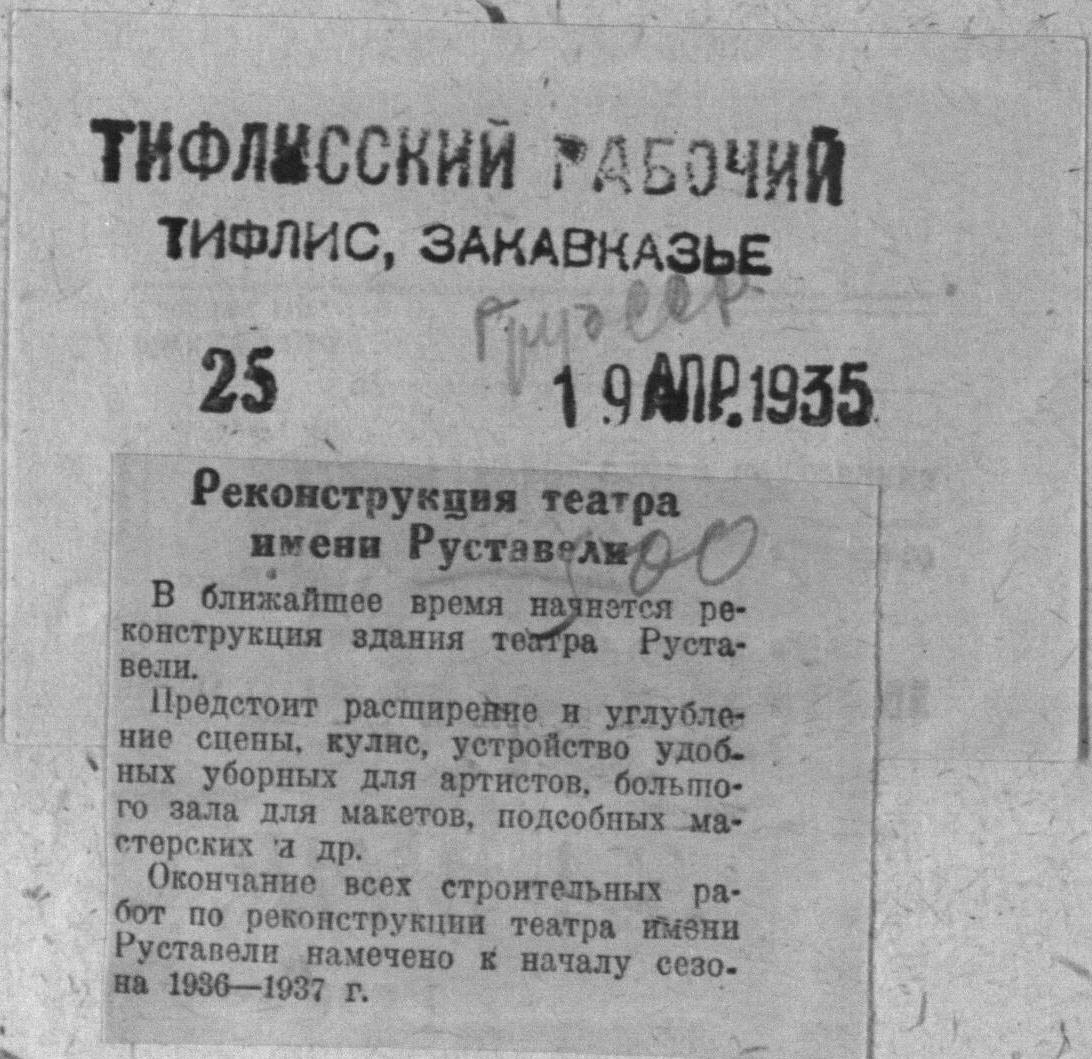 ТИФЛИССКИЙ РАБОЧИЙ
ТИФЛИС, ЗАКАВКАЗЬЕ
Груз ССР
25
19 АПР. 1935
Реконструкция театра
имени Руставели
В ближайшее время начнется ре-
конструкция здания театра Руста-
вели.
Предстоит расширение и углубле-
ние сцены, кулис, устройство удоб-
ных уборных для артистов, большо-
го зала для макетов, подсобных ма-
стерских и др.
Окончание всех строительных ра-
бот по реконструкции театра имени
Руставели намечено к началу сезо-
на 1936—1937 г.